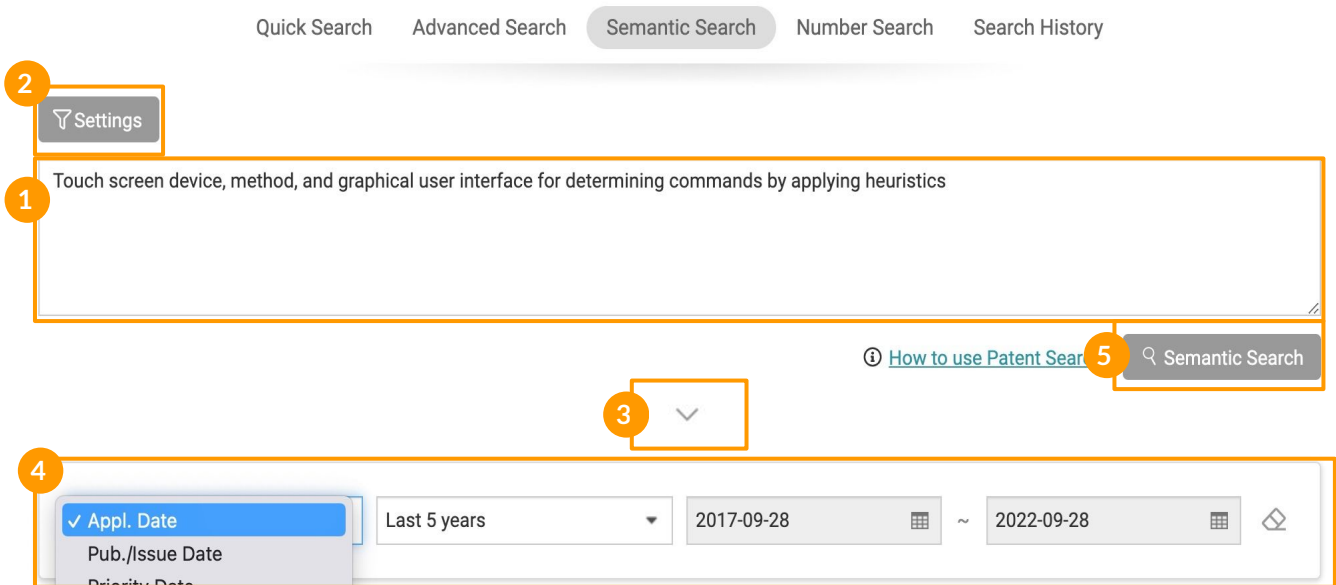 Quick Search Advanced Search Semantic Search Number Search Search History
2
Settings
1
Touch screen device, method, and graphical user interface for determining commands by applying heuristics
How to use Patent Sear 5 Semantic Search
3
4
✓ Appl. Date Last 5 years 2017-09-28 ~ 2022-09-28
Pub./Issue Date
Priority Date